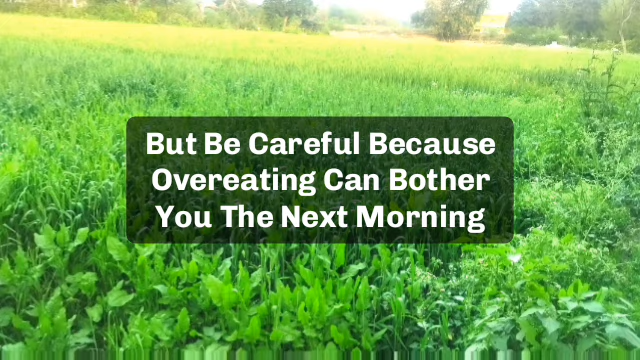 But Be Careful Because
Overeating Can Bother
You The Next Morning